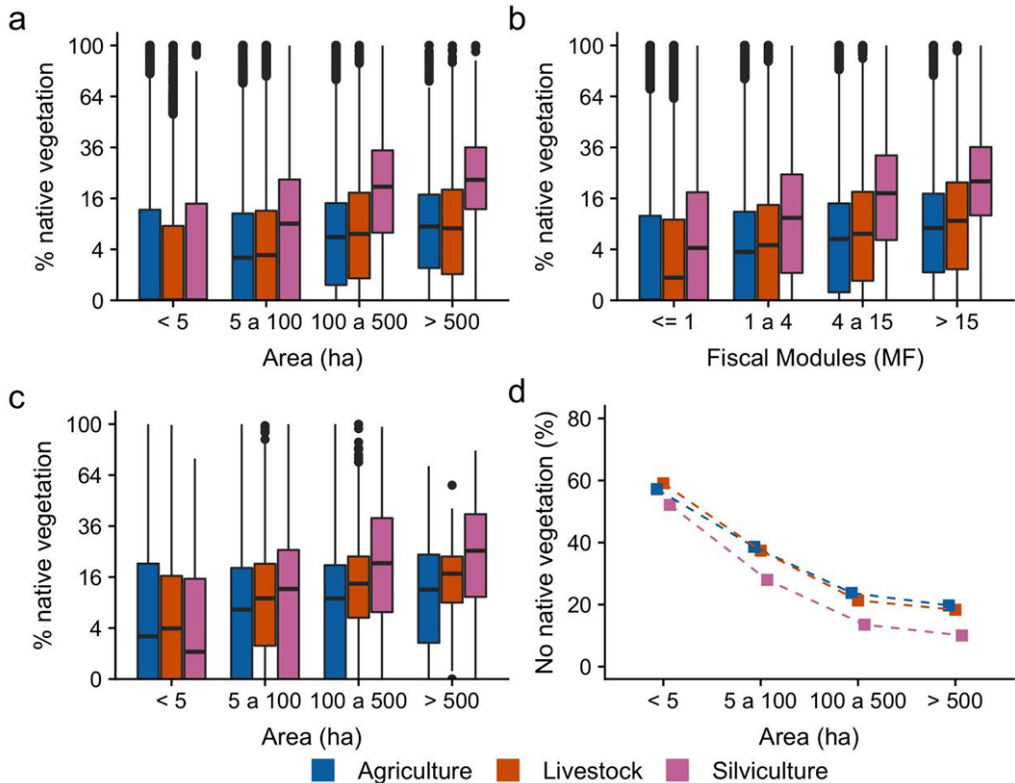 a
% native vegetation
100
64
36
16
4
0
< 5
5 a 100
100 a 500
> 500
Area (ha)
b
% native vegetation
100
64
36
16
4
0
<= 1
1 a 4
4 a 15
> 15
Fiscal Modules (MF)
c
% native vegetation
100
64
36
16
4
0
< 5
5 a 100
100 a 500
> 500
Area (ha)
d
No native vegetation (%)
80
60
40
20
0
< 5
5 a 100
100 a 500
> 500
Area (ha)
Agriculture
Livestock
Silviculture